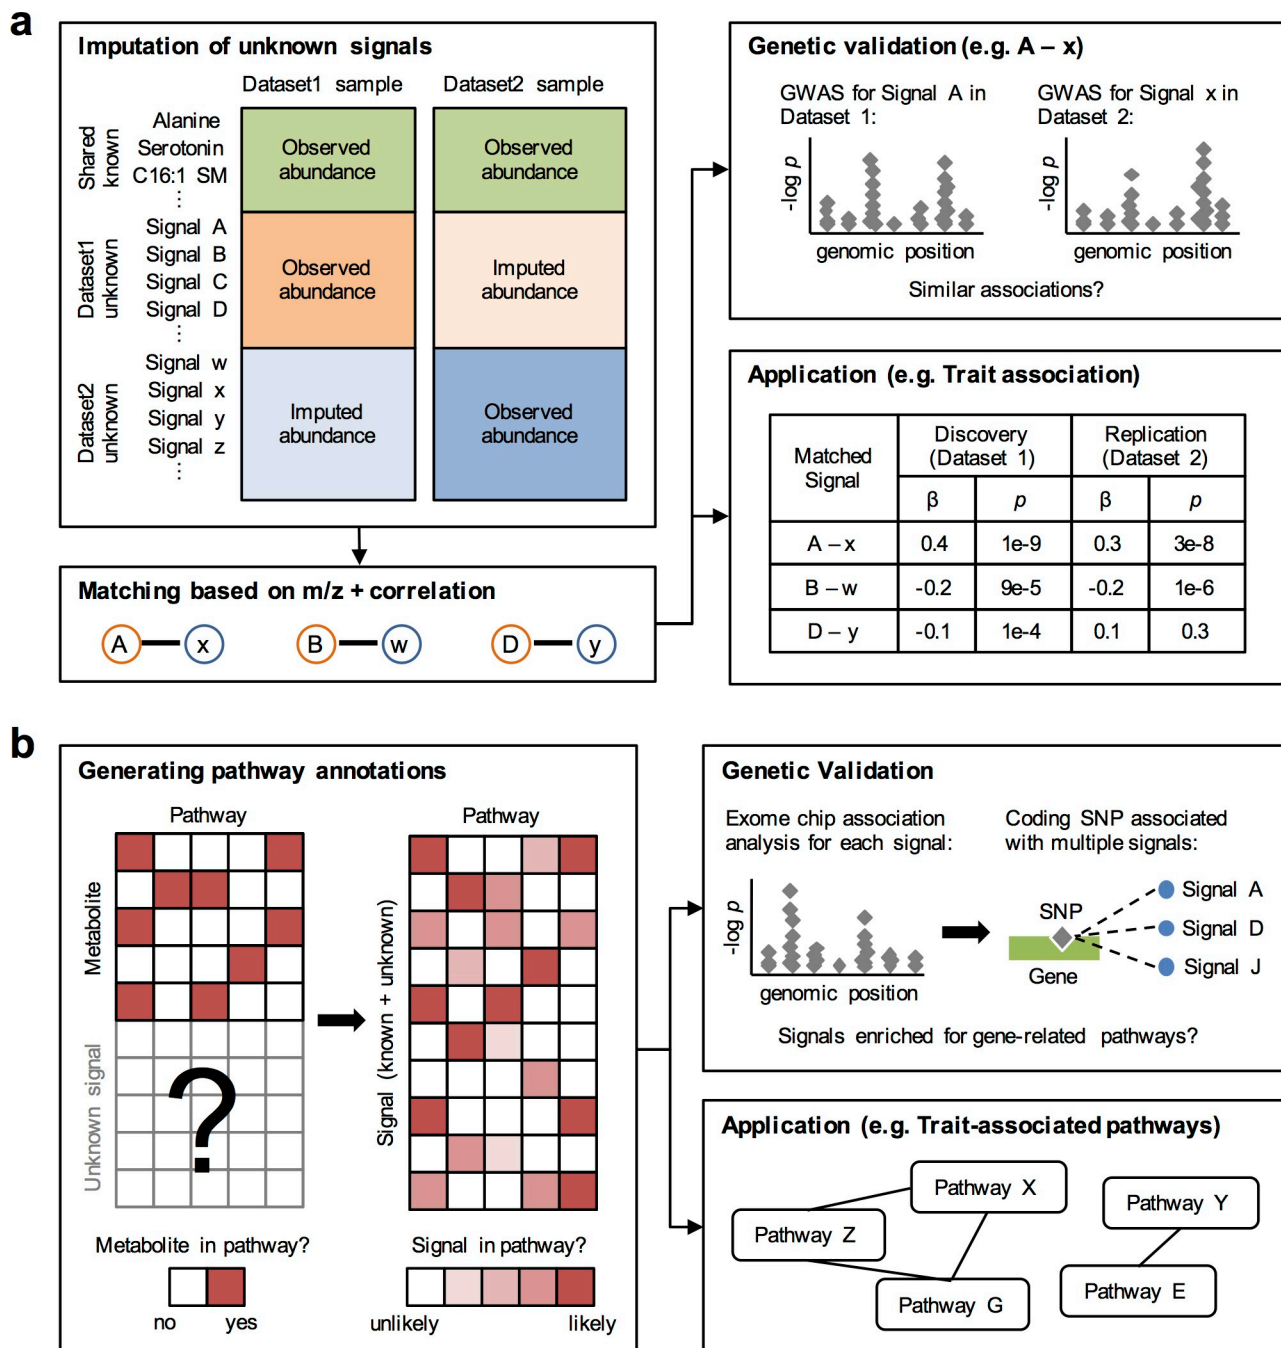 a
Imputation of unknown signals
Dataset1 sample
Dataset2 sample
Shared known
Alanine
Serotonin
C16:1 SM
⋮
Observed abundance
Observed abundance
Dataset1 unknown
Signal A
Signal B
Signal C
Signal D
⋮
Observed abundance
Imputed abundance
Dataset2 unknown
Signal w
Signal x
Signal y
Signal z
⋮
Imputed abundance
Observed abundance
Matching based on m/z + correlation
A x B w D y
Genetic validation (e.g. A – x)
GWAS for Signal A in
Dataset 1:
-log p
genomic position
GWAS for Signal x in
Dataset 2:
-log p
genomic position
Similar associations?
Application (e.g. Trait association)
Matched Signal
Discovery (Dataset 1)
Replication (Dataset 2)
β p β p
A – x 0.4 1e-9 0.3 3e-8
B – w -0.2 9e-5 -0.2 1e-6
D – y -0.1 1e-4 0.1 0.3
b
Generating pathway annotations
Pathway
Metabolite
Unknown signal
?
Metabolite in pathway?
no yes
Pathway
Signal (known + unknown)
Signal in pathway?
unlikely likely
Genetic Validation
Exome chip association
analysis for each signal:
-log p
genomic position
Coding SNP associated
with multiple signals:
SNP
Gene
Signal A
Signal D
Signal J
Signals enriched for gene-related pathways?
Application (e.g. Trait-associated pathways)
Pathway X
Pathway Y
Pathway Z
Pathway E
Pathway G